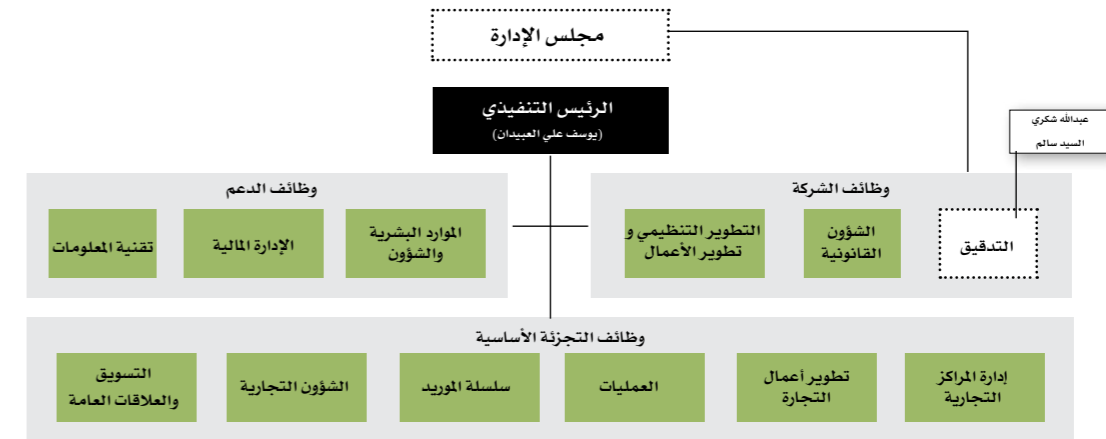 مجلس الإدارة
الرئيس التنفيذي
(يوسف علي العبيدان)
عبدالله شكري
السيد سالم
وظائف الشركة
التدقيق
الشؤون
القانونية
التطوير التنظيمي و
تطوير الأعمال
وظائف الدعم
الموارد البشرية
والشؤون
الإدارة المالية
تقنية المعلومات
وظائف التجزئة الأساسية
إدارة المراكز
التجارية
تطوير أعمال
التجارة
العمليات
سلسلة الموريد
الشؤون التجارية
التسويق
والعلاقات العامة